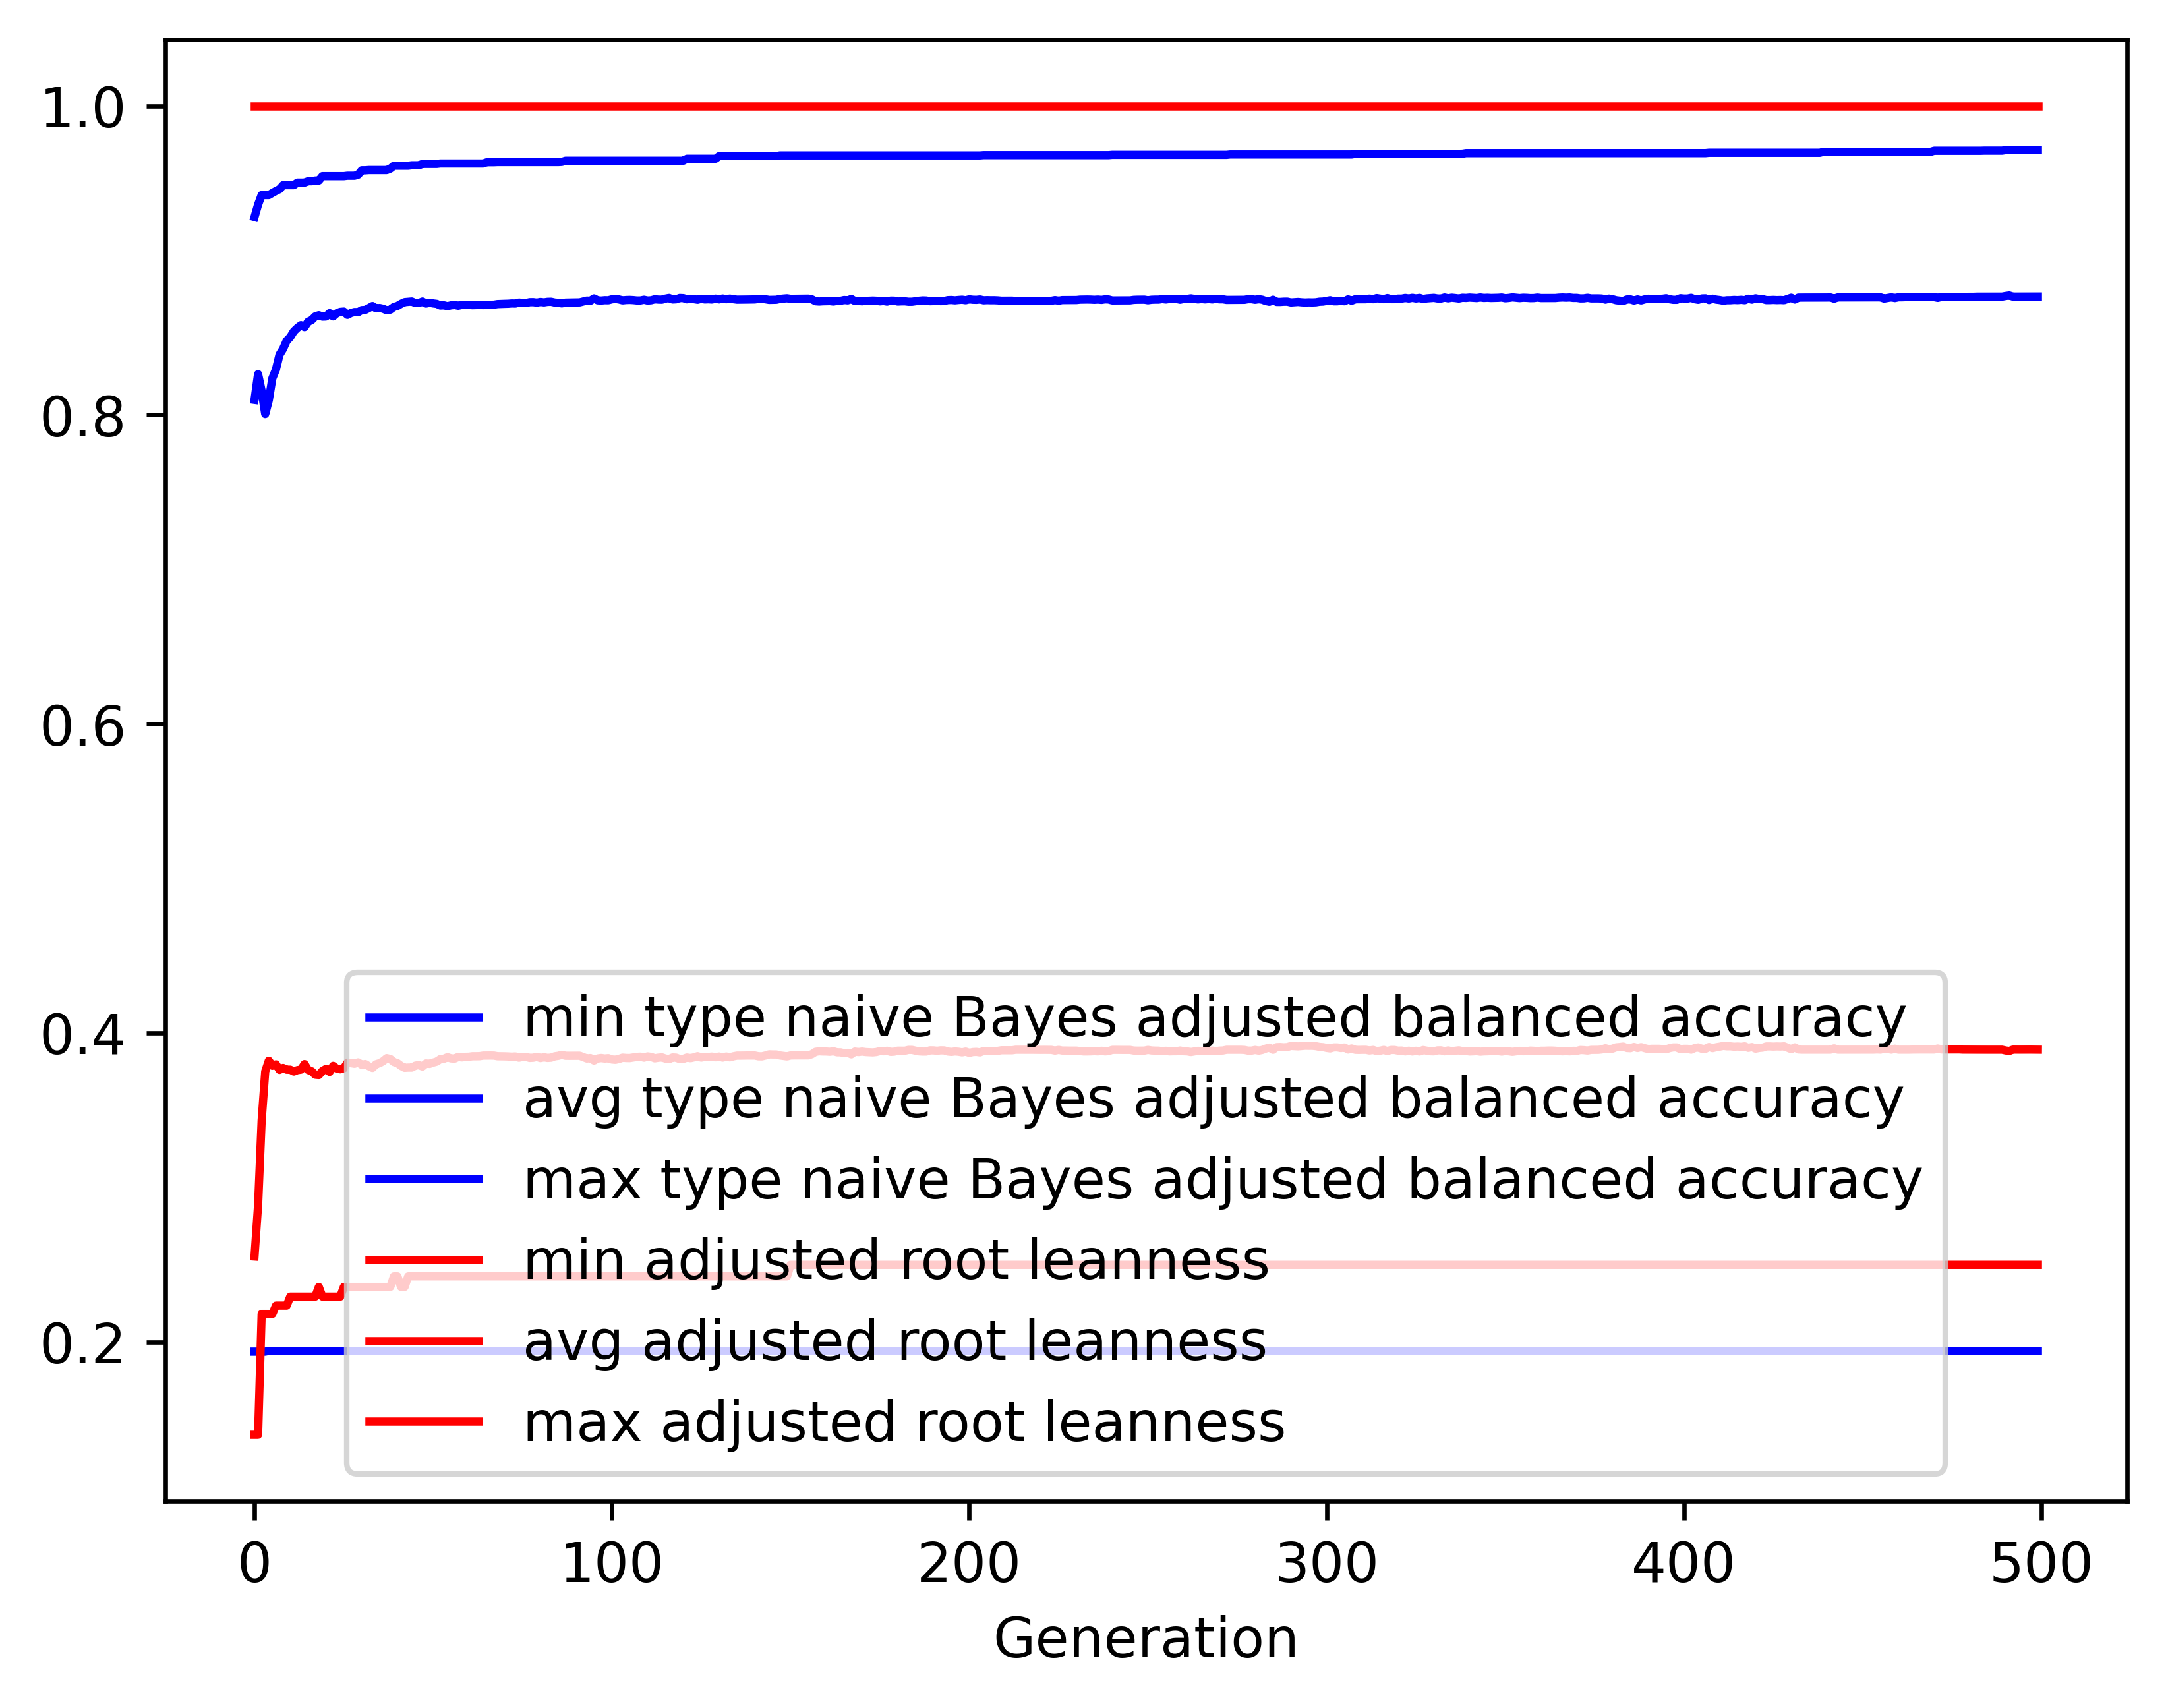 1.0
0.8
0.6
0.4
0.2
min type naive Bayes adjusted balanced accuracy
avg type naive Bayes adjusted balanced accuracy
max type naive Bayes adjusted balanced accuracy
min adjusted root leanness
avg adjusted root leanness
max adjusted root leanness
0 100 200 300 400 500
Generation